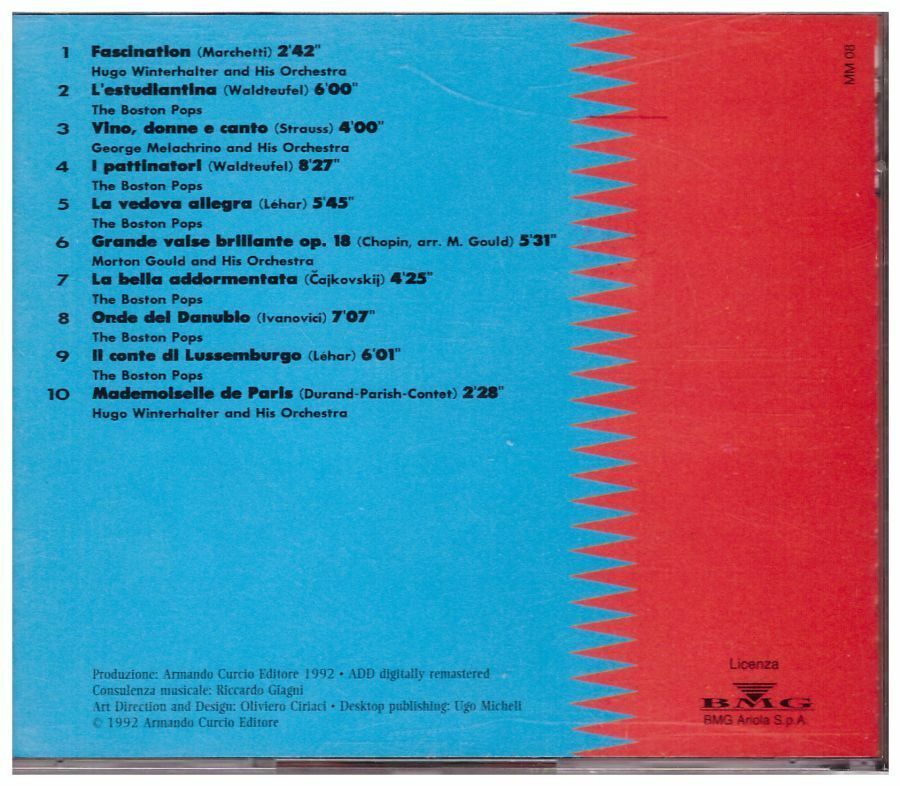 1 Fascination (Marchetti) 2'42"
Hugo Winterhalter and His Orchestra
2 L'estudiantina (Waldteufel) 6'00"
The Boston Pops
3 Vino, donne e canto (Strauss) 4'00"
George Melachrino and His Orchestra
4 I pattinatori (Waldteufel) 8'27"
The Boston Pops
5 La vedova allegra (Léhar) 5'45"
The Boston Pops
6 Grande valse brillante op. 18 (Chopin, arr. M. Gould) 5'31"
Morton Gould and His Orchestra
7 La bella addormentata (Čajkovskij) 4'25"
The Boston Pops
8 Onde del Danubio (Ivanovici) 7'07"
The Boston Pops
9 Il conte di Lussemburgo (Léhar) 6'01"
The Boston Pops
10 Mademoiselle de Paris (Durand-Parish-Contet) 2'28"
Hugo Winterhalter and His Orchestra
MM 08
Produzione: Armando Curcio Editore 1992 • ADD digitally remastered
Consulenza musicale: Riccardo Giagni
Art Direction and Design: Oliviero Ciriaci • Desktop publishing: Ugo Micheli
© 1992 Armando Curcio Editore
Licenza
BMG
BMG Ariola S.p.A.